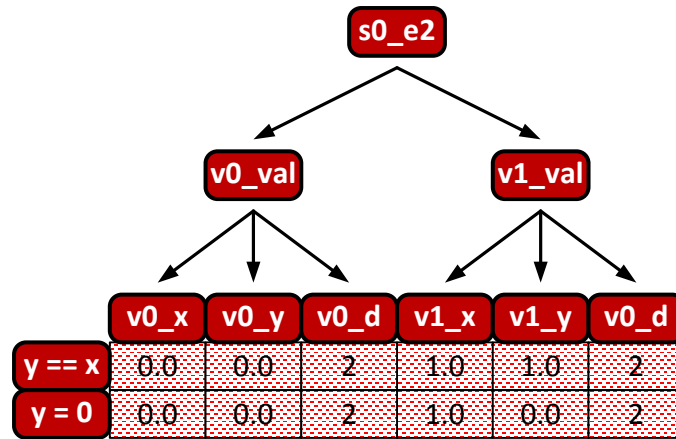 s0_e2
v0_val v1_val
v0_x v0_y v0_d v1_x v1_y v0_d
y == x 0.0 0.0 2 1.0 1.0 2
y = 0 0.0 0.0 2 1.0 0.0 2